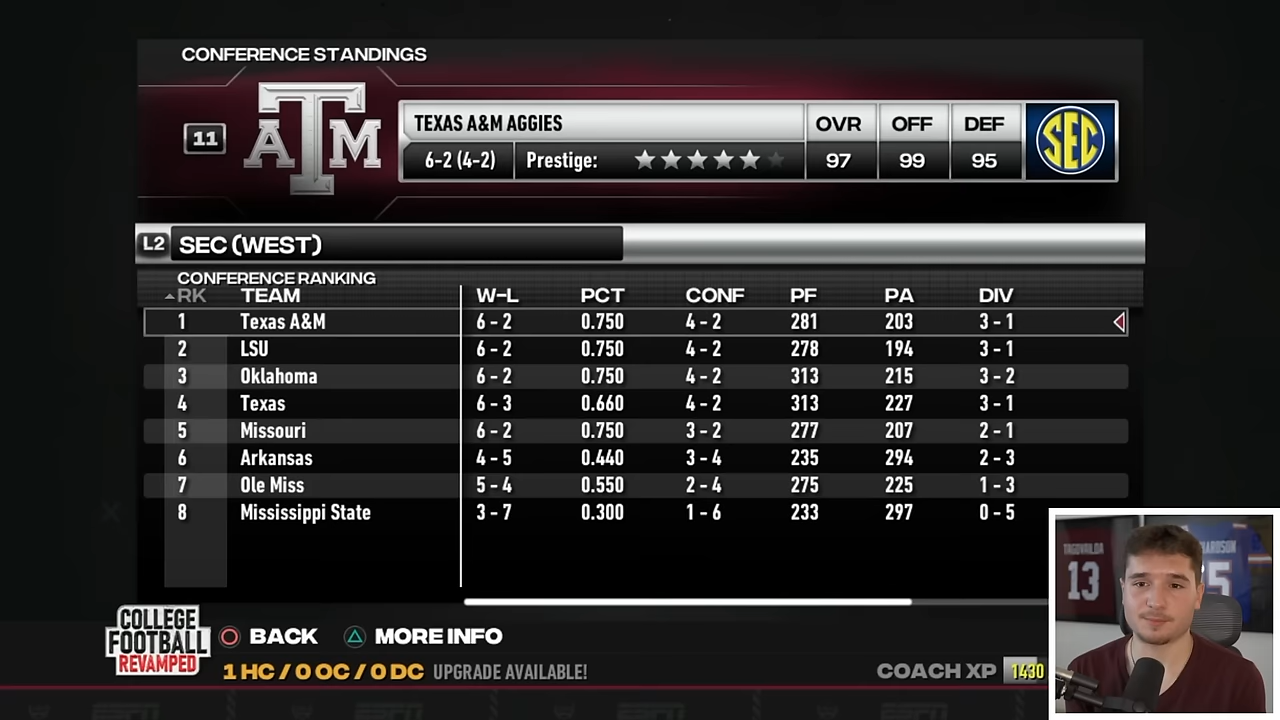 CONFERENCE STANDINGS
11
A T M
TEXAS A&M AGGIES OVR OFF DEF
6-2 (4-2) Prestige: 97 99 95
SEC
L2 SEC (WEST)
CONFERENCE RANKING
RK TEAM W-L PCT CONF PF PA DIV
1 Texas A&M 6 - 2 0.750 4 - 2 281 203 3 - 1
2 LSU 6 - 2 0.750 4 - 2 278 194 3 - 1
3 Oklahoma 6 - 2 0.750 4 - 2 313 215 3 - 2
4 Texas 6 - 3 0.660 4 - 2 313 227 3 - 1
5 Missouri 6 - 2 0.750 3 - 2 277 207 2 - 1
6 Arkansas 4 - 5 0.440 3 - 4 235 294 2 - 3
7 Ole Miss 5 - 4 0.550 2 - 4 275 225 1 - 3
8 Mississippi State 3 - 7 0.300 1 - 6 233 297 0 - 5
COLLEGE
FOOTBALL
REVAMPED
BACK MORE INFO
1 HC / 0 OC / 0 DC UPGRADE AVAILABLE!
COACH XP 1430
13
5